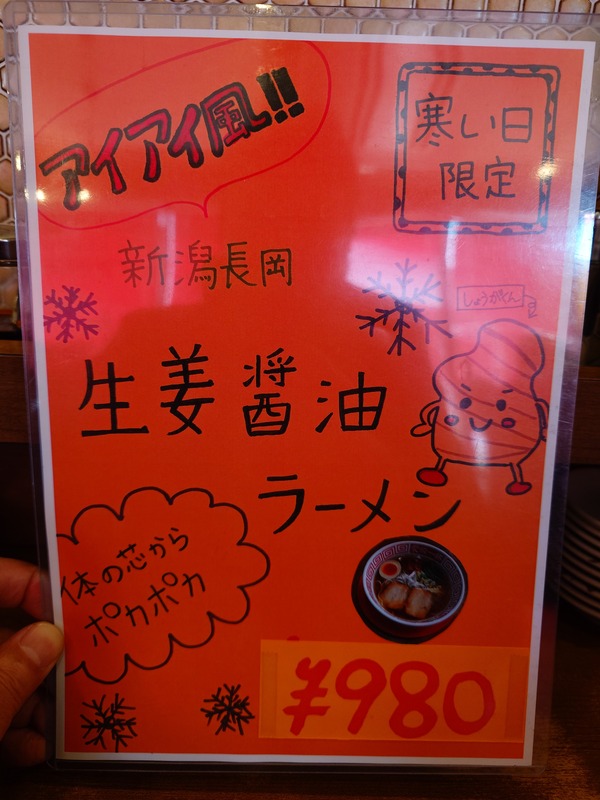 アイアイ風!!
寒い日
限定
新潟長岡
しょうがくん
生姜醤油
ラーメン
体の芯から
ポカポカ
¥980